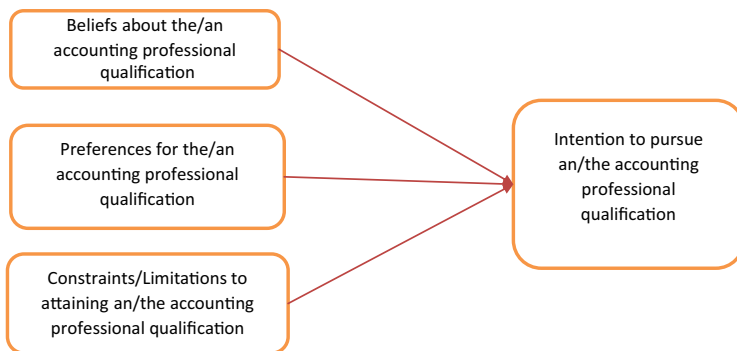 Beliefs about the/an
accounting professional
qualification
Preferences for the/an
accounting professional
qualification
Constraints/Limitations to
attaining an/the accounting
professional qualification
Intention to pursue
an/the accounting
professional
qualification